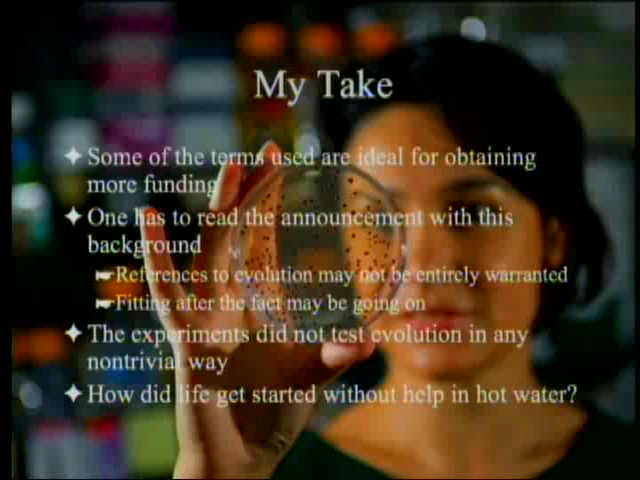 My Take
Some of the terms used are ideal for obtaining
more funding
One has to read the announcement with this
background
References to evolution may not be entirely warranted
Fitting after the fact may be going on
The experiments did not test evolution in any
nontrivial way
How did life get started without help in hot water?